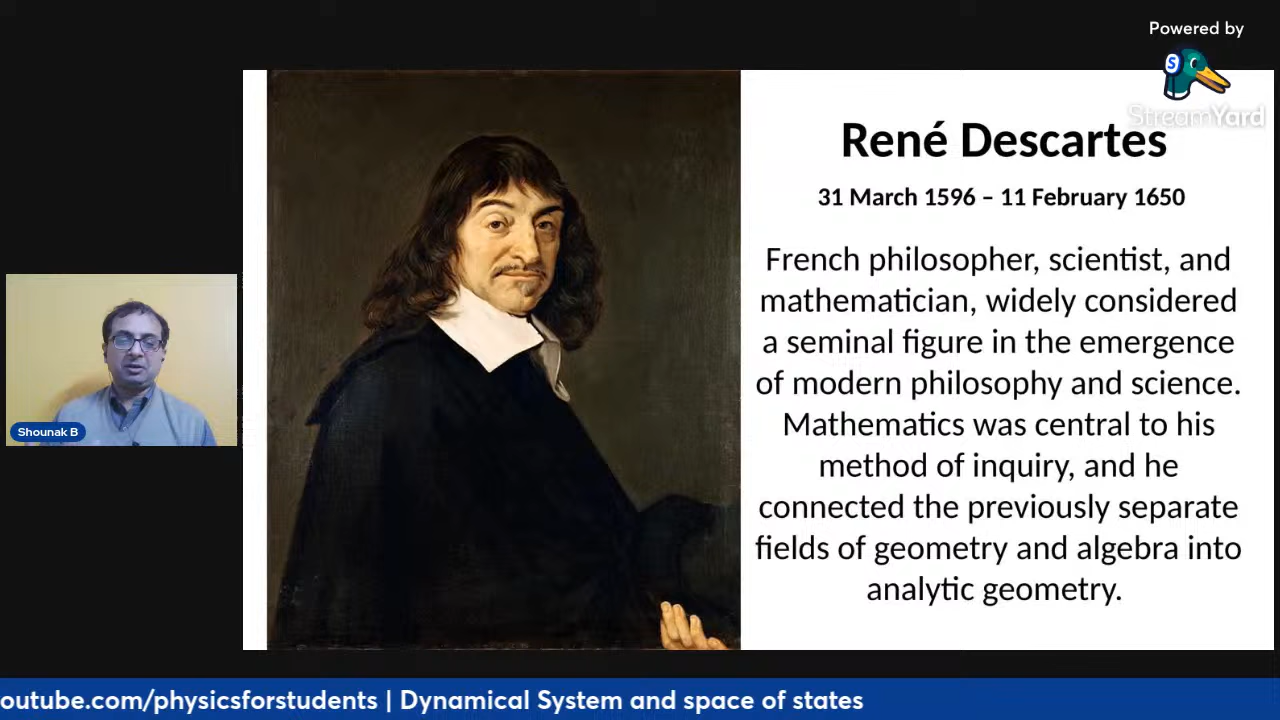 Powered by
S
StreamYard
René Descartes
31 March 1596 – 11 February 1650
French philosopher, scientist, and
mathematician, widely considered
a seminal figure in the emergence
of modern philosophy and science.
Mathematics was central to his
method of inquiry, and he
connected the previously separate
fields of geometry and algebra into
analytic geometry.
Shounak B
outube.com/physicsforstudents | Dynamical System and space of states